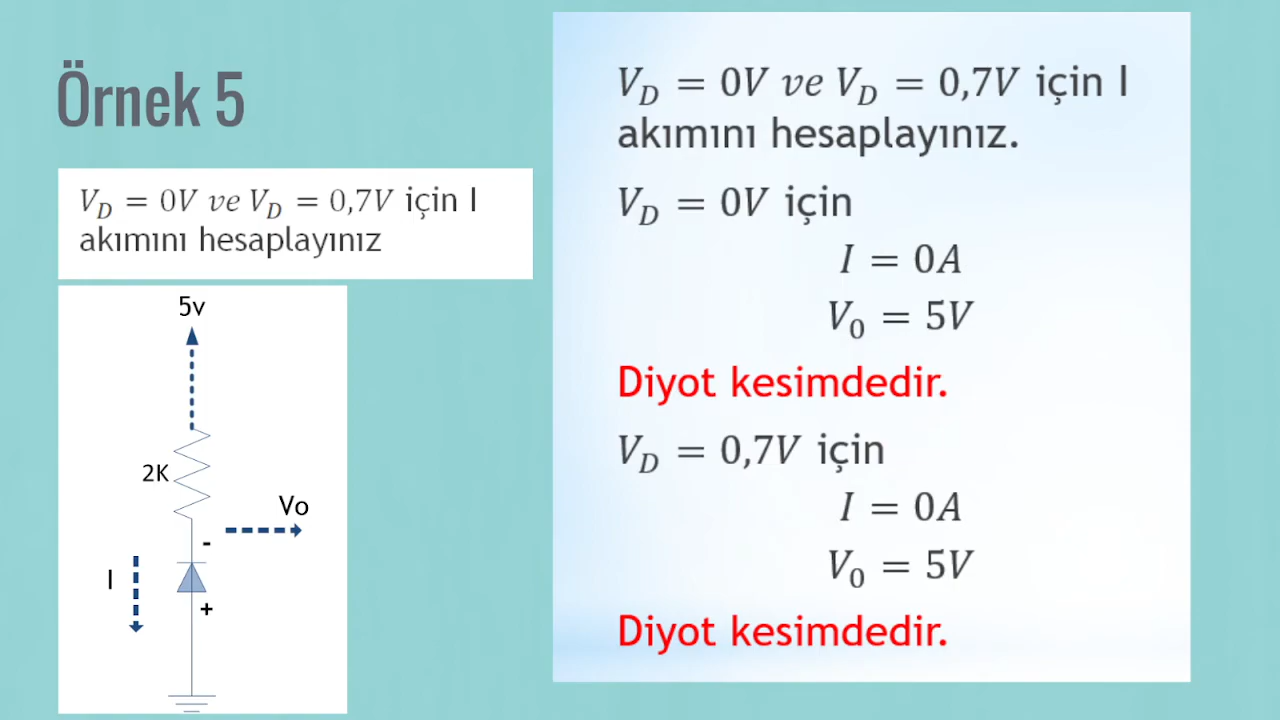 Örnek 5
V_D = 0V ve V_D = 0,7V için I
akımını hesaplayınız
5v
2K
Vo
-
I
+
V_D = 0V ve V_D = 0,7V için I
akımını hesaplayınız.
V_D = 0V için
I = 0A
V_0 = 5V
Diyot kesimdedir.
V_D = 0,7V için
I = 0A
V_0 = 5V
Diyot kesimdedir.